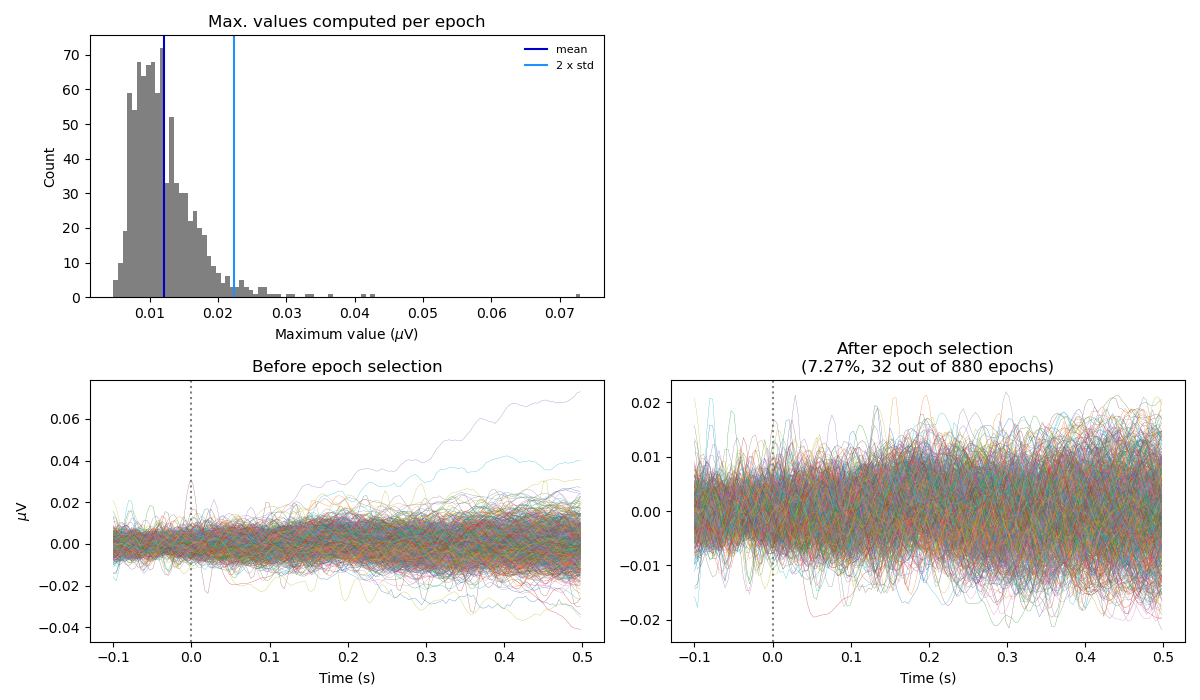 Max. values computed per epoch
mean
2 x std
Count
70
60
50
40
30
20
10
0
0.01 0.02 0.03 0.04 0.05 0.06 0.07
Maximum value (μV)
Before epoch selection
μV
0.06
0.04
0.02
0.00
−0.02
−0.04
−0.1 0.0 0.1 0.2 0.3 0.4 0.5
Time (s)
After epoch selection
(7.27%, 32 out of 880 epochs)
0.02
0.01
0.00
−0.01
−0.02
−0.1 0.0 0.1 0.2 0.3 0.4 0.5
Time (s)